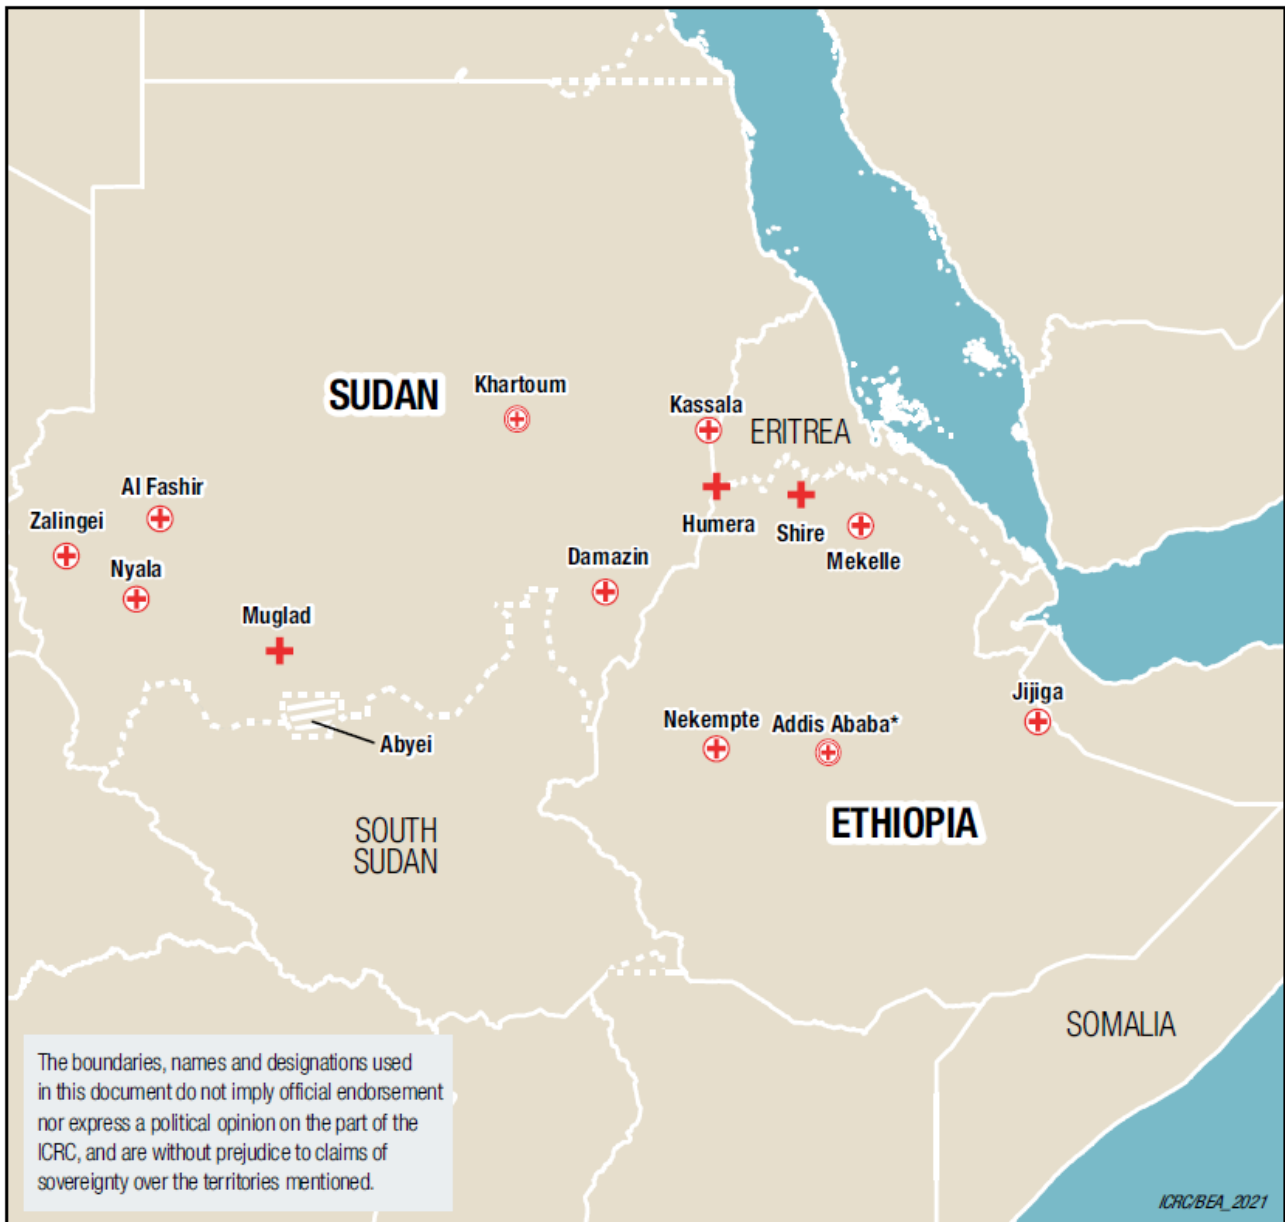 SUDAN
Khartoum
Kassala
ERITREA
Al Fashir
Zalingei
Nyala
Humera
Shire
Mekelle
Damazin
Muglad
Abyei
Jijiga
Nekempte
Addis Ababa*
ETHIOPIA
SOUTH
SUDAN
SOMALIA
The boundaries, names and designations used
in this document do not imply official endorsement
nor express a political opinion on the part of the
ICRC, and are without prejudice to claims of
sovereignty over the territories mentioned.
ICRC/BEA_2021